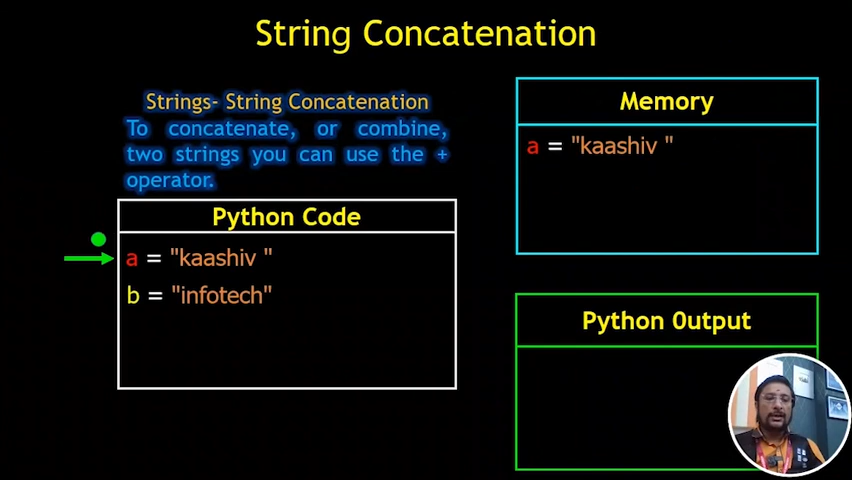 String Concatenation
Strings- String Concatenation
To concatenate, or combine,
two strings you can use the +
operator.
Python Code
a = "kaashiv "
b = "infotech"
Memory
a = "kaashiv "
Python Output